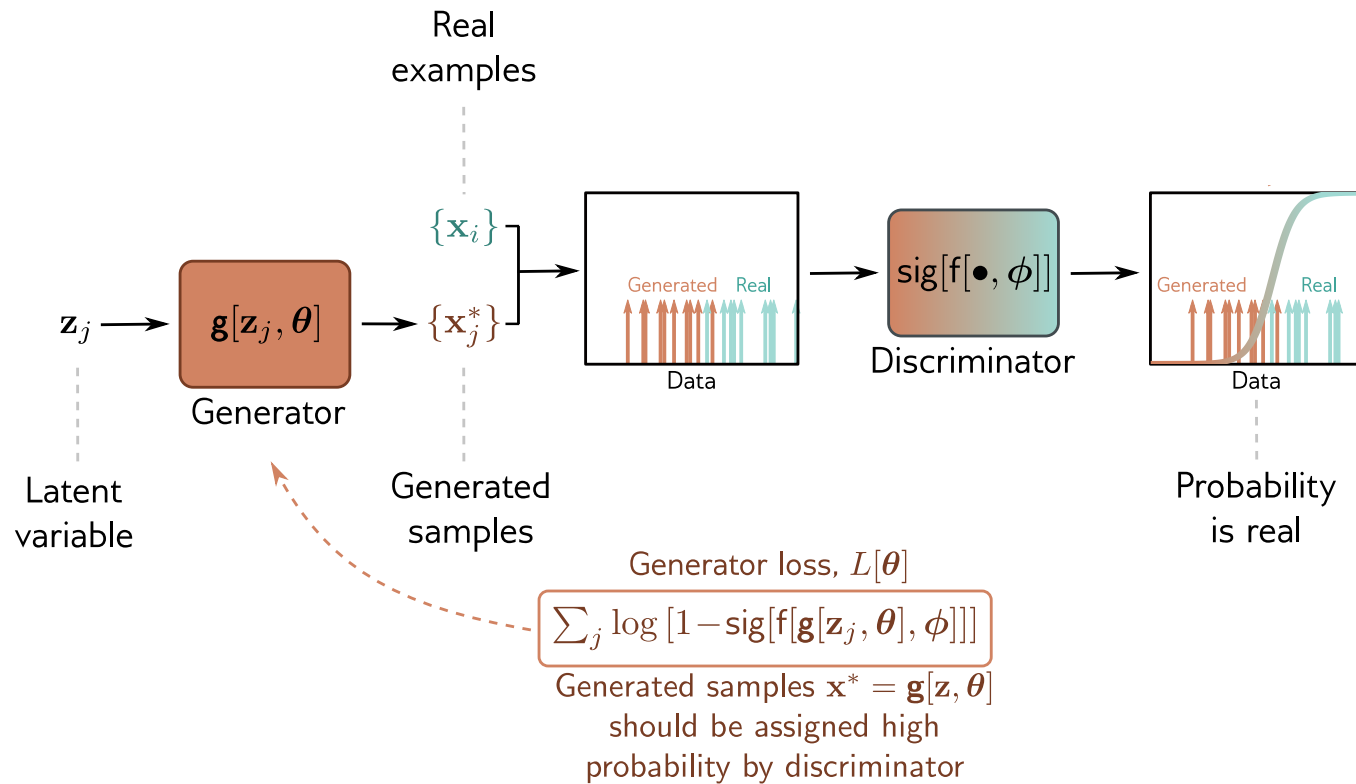 Real
examples
{x_i}
z_j
g[z_j, θ]
Generator
{x*_j}
Latent
variable
Generated
samples
Generated Real
Data
sig[f[•, ϕ]]
Discriminator
Generated Real
Data
Probability
is real
Generator loss, L[θ]
∑_j log [1−sig[f[g[z_j, θ], ϕ]]]
Generated samples x* = g[z, θ]
should be assigned high
probability by discriminator